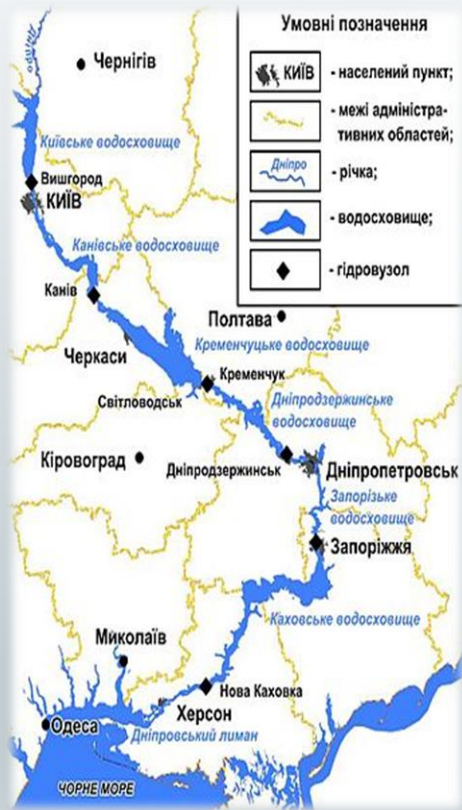 Умовні позначення
КИЇВ
- населений пункт;
- межі адміністра-
тивних областей;
Дніпро
- річка;
- водосховище;
- гідровузол
Чернігів
Київське водосховище
Вишгород
КИЇВ
Канівське водосховище
Канів
Полтава
Черкаси
Кременчуцьке водосховище
Кременчук
Світловодськ
Дніпродзержинське
водосховище
Кіровоград
Дніпродзержинськ
Дніпропетровськ
Запорізьке
водосховище
Запоріжжя
Каховське водосховище
Миколаїв
Нова Каховка
Херсон
Одеса
Дніпровський лиман
ЧОРНЕ МОРЕ